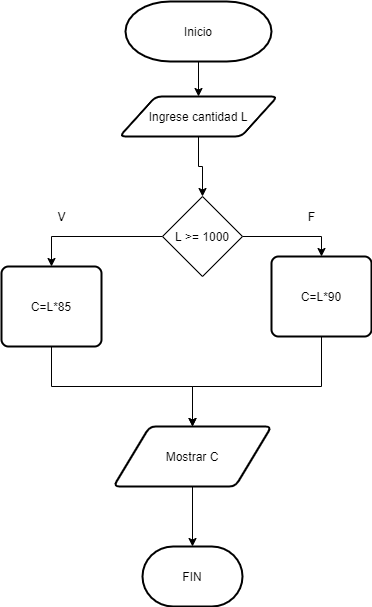 Inicio
Ingrese cantidad L
L >= 1000
V
F
C=L*85
C=L*90
Mostrar C
FIN